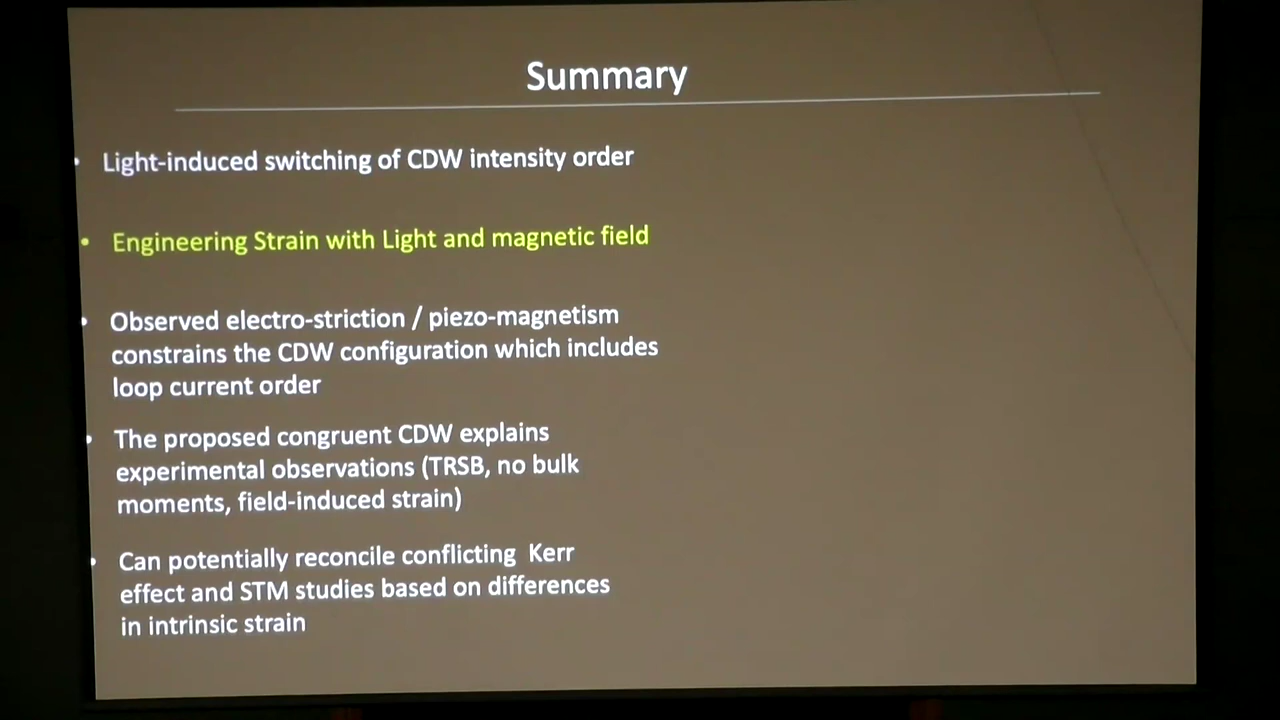 Summary
• Light-induced switching of CDW intensity order
• Engineering Strain with Light and magnetic field
• Observed electro-striction / piezo-magnetism
constrains the CDW configuration which includes
loop current order
• The proposed congruent CDW explains
experimental observations (TRSB, no bulk
moments, field-induced strain)
• Can potentially reconcile conflicting Kerr
effect and STM studies based on differences
in intrinsic strain